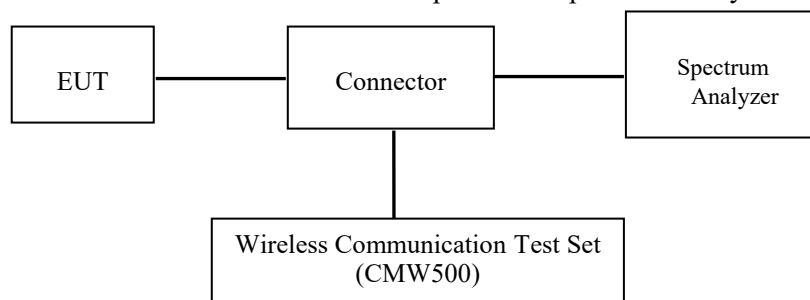 EUT
Connector
Spectrum
Analyzer
Wireless Communication Test Set
(CMW500)